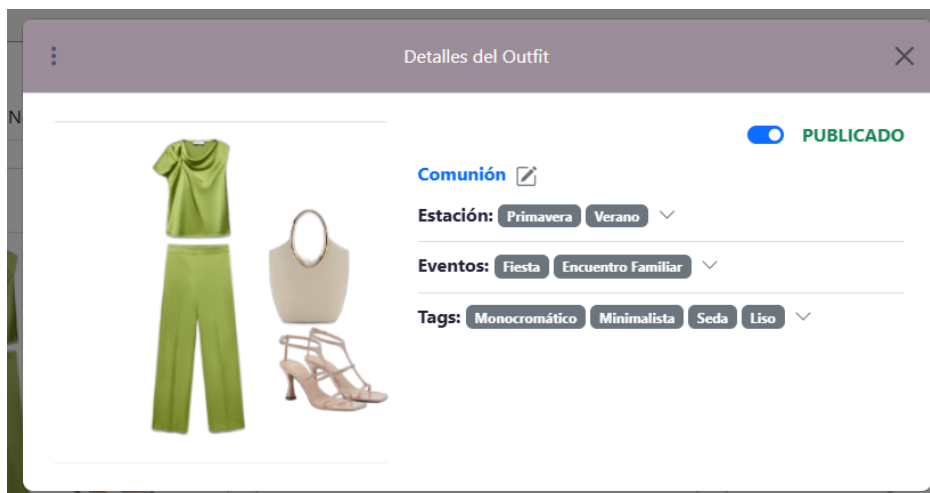 Detalles del Outfit
PUBLICADO
Comunión
Estación: Primavera Verano
Eventos: Fiesta Encuentro Familiar
Tags: Monocromático Minimalista Seda Liso